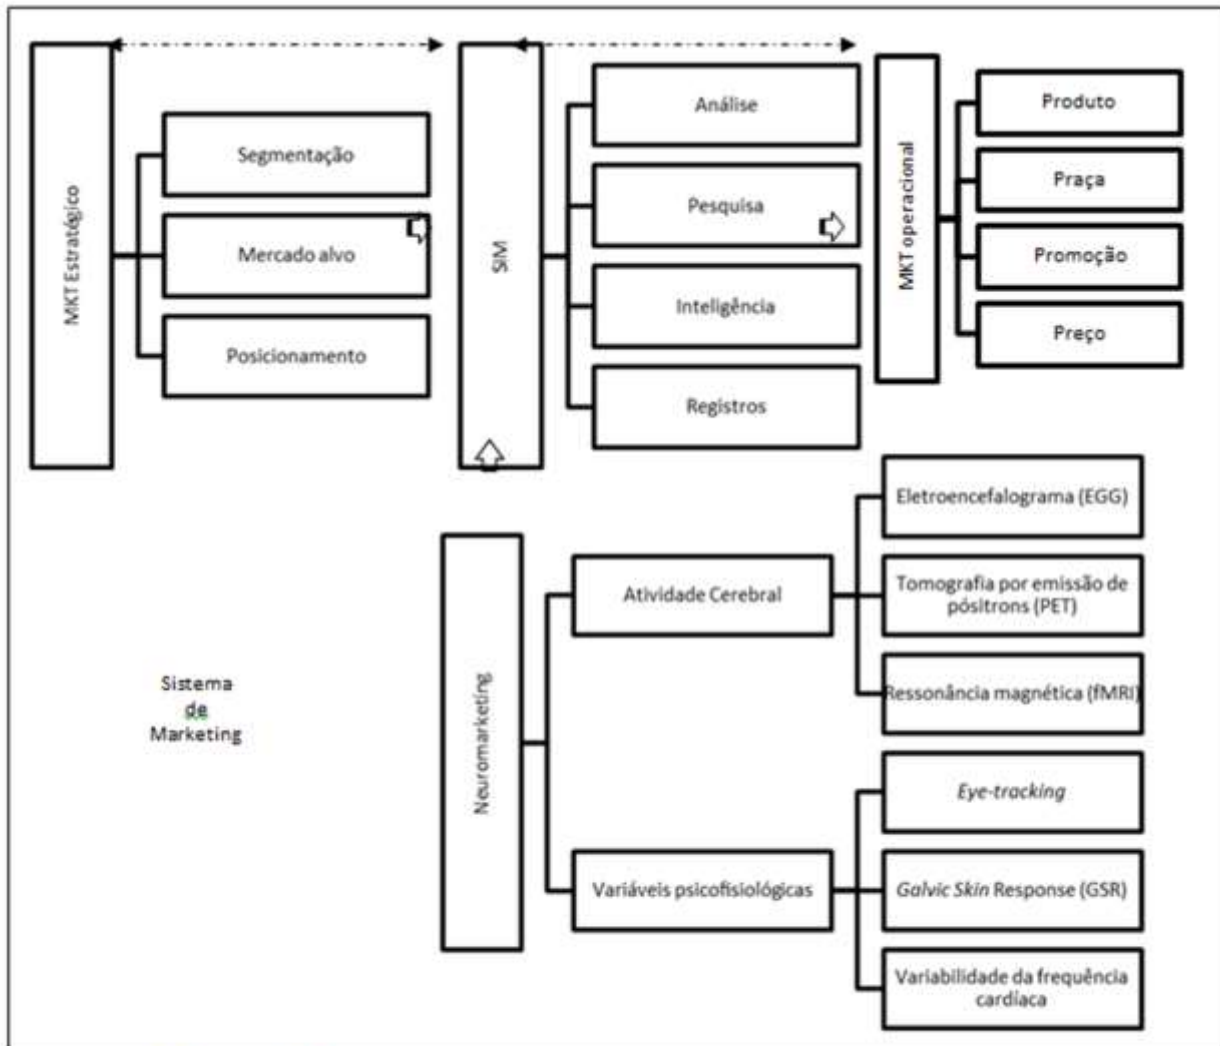 MKT Estratégico
Segmentação
Mercado alvo
Posicionamento
SIM
Análise
Pesquisa
Inteligência
Registros
MKT operacional
Produto
Praça
Promoção
Preço
Sistema
de
Marketing
Neuromarketing
Atividade Cerebral
Eletroencefalograma (EGG)
Tomografia por emissão de
pósitrons (PET)
Ressonância magnética (fMRI)
Variáveis psicofisiológicas
Eye-tracking
Galvic Skin Response (GSR)
Variabilidade da frequência
cardíaca